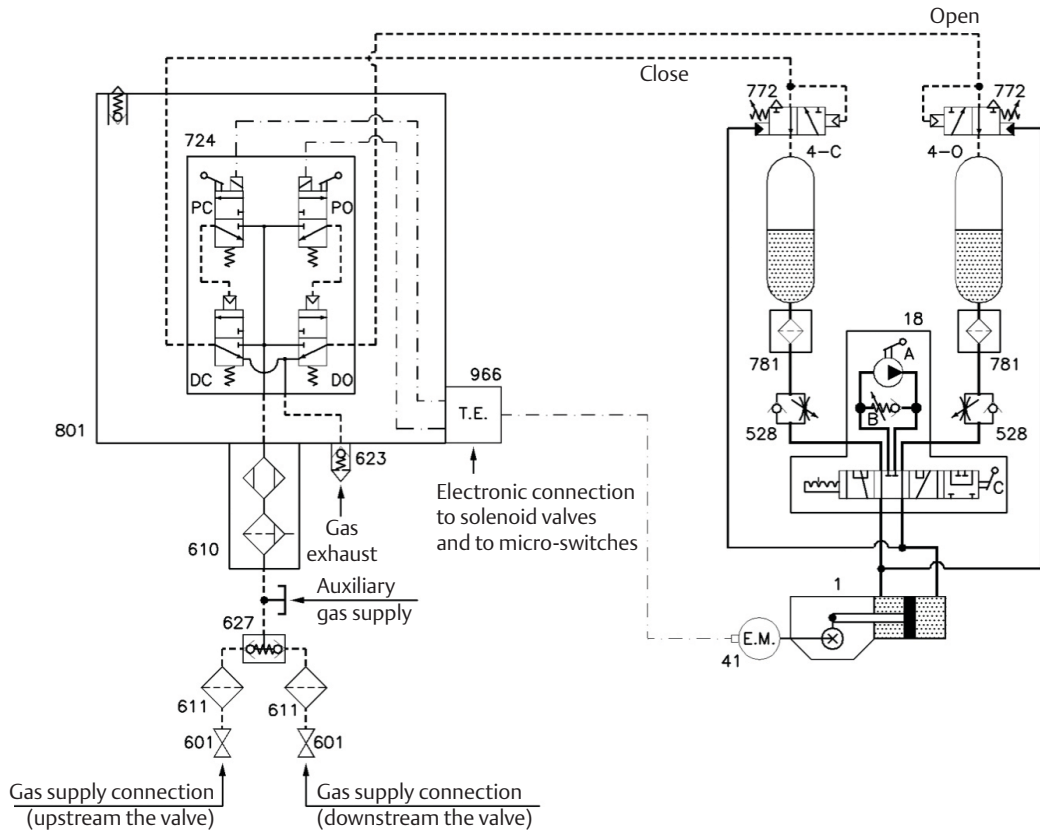 Open
Close
772
772
4-C
4-O
724
PC
PO
DC
DO
18
A
B
781
781
528
528
C
966
T.E.
801
623
Electronic connection
to solenoid valves
and to micro-switches
Gas
exhaust
610
Auxiliary
gas supply
1
627
E.M.
41
611
611
601
601
Gas supply connection
(upstream the valve)
Gas supply connection
(downstream the valve)